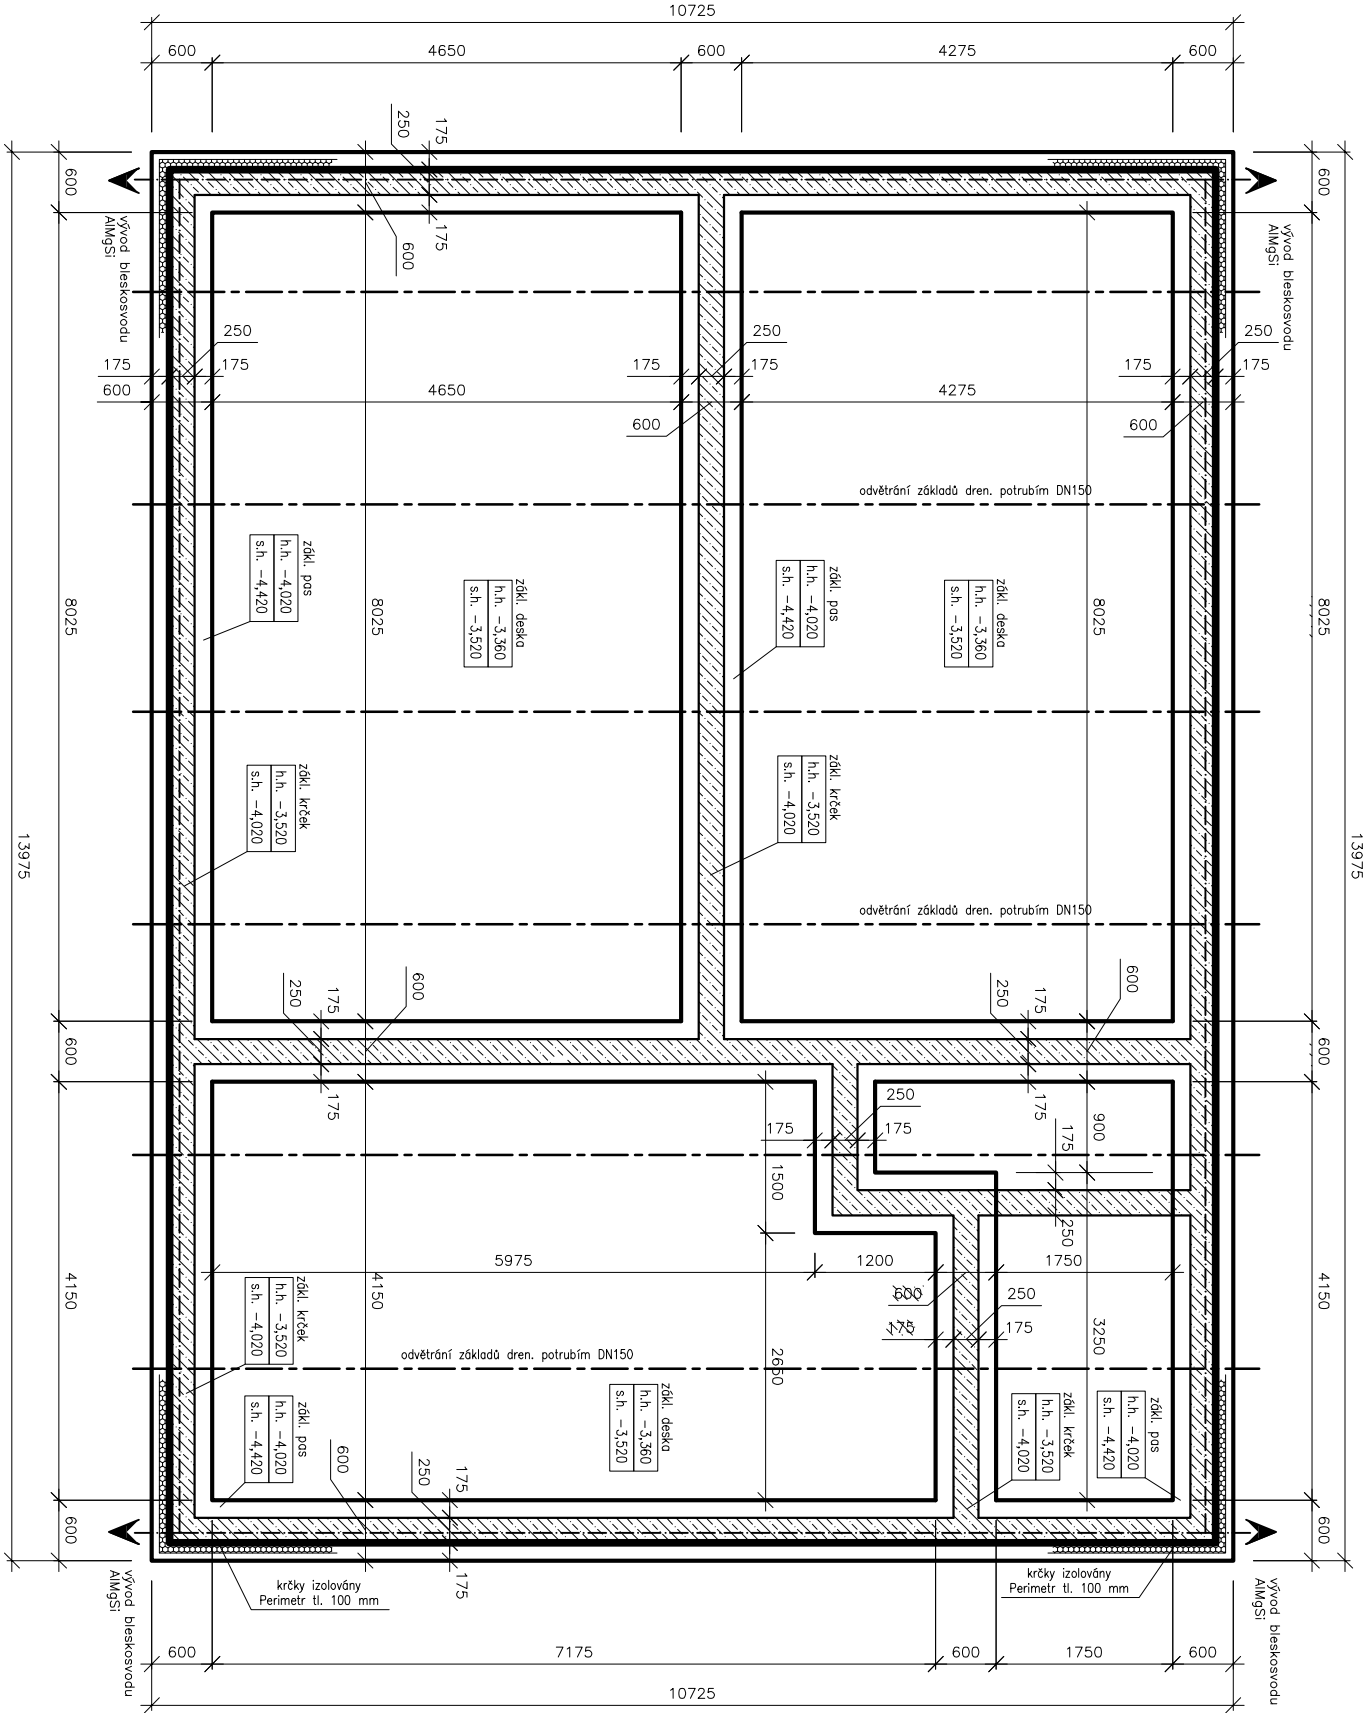 10725
600
4650
600
4275
600
175
250
600
600
175
600
vývod bleskosvodu
AlMgSi
vývod bleskosvodu
AlMgSi
250
250
250
175
175
175
175
175
175
600
4650
4275
600
600
odvětrání základů dren. potrubím DN150
zákl. pas
h.h. -4,020
s.h. -4,420
zákl. deska
h.h. -3,360
s.h. -3,520
zákl. pas
h.h. -4,020
s.h. -4,420
zákl. deska
h.h. -3,360
s.h. -3,520
8025
8025
8025
8025
zákl. krček
h.h. -3,520
s.h. -4,020
zákl. krček
h.h. -3,520
s.h. -4,020
13975
13975
odvětrání základů dren. potrubím DN150
250
175
600
250
175
600
600
600
175
175
250
175
175
900
175
1500
250
5975
1200
1750
4150
4150
4150
600
250
175
175
3250
2650
zákl. krček
h.h. -3,520
s.h. -4,020
odvětrání základů dren. potrubím DN150
zákl. pas
h.h. -4,020
s.h. -4,420
zákl. deska
h.h. -3,360
s.h. -3,520
zákl. krček
h.h. -3,520
s.h. -4,020
zákl. pas
h.h. -4,020
s.h. -4,420
600
250
175
600
600
175
krčky izolovány
Perimetr tl. 100 mm
krčky izolovány
Perimetr tl. 100 mm
vývod bleskosvodu
AlMgSi
vývod bleskosvodu
AlMgSi
600
7175
600
1750
600
10725